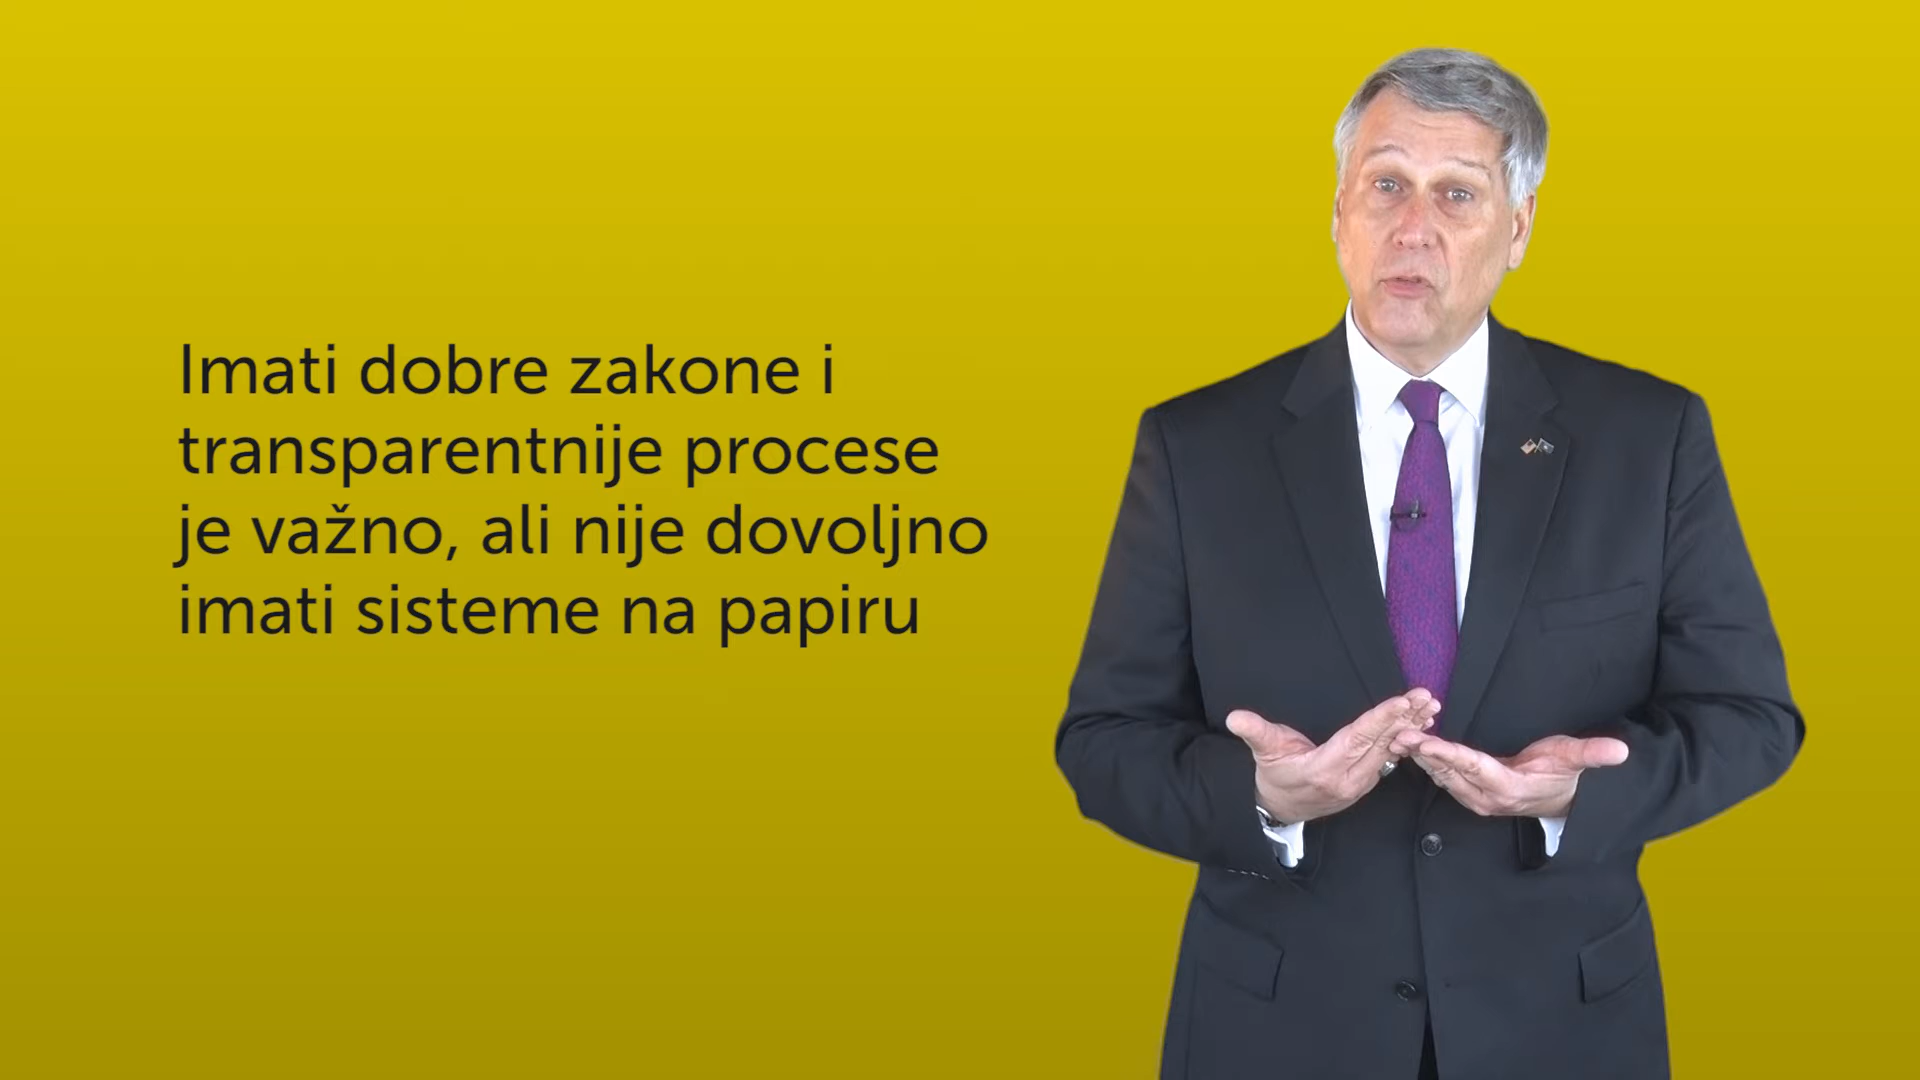 Imati dobre zakone i
transparentnije procese
je važno, ali nije dovoljno
imati sisteme na papiru